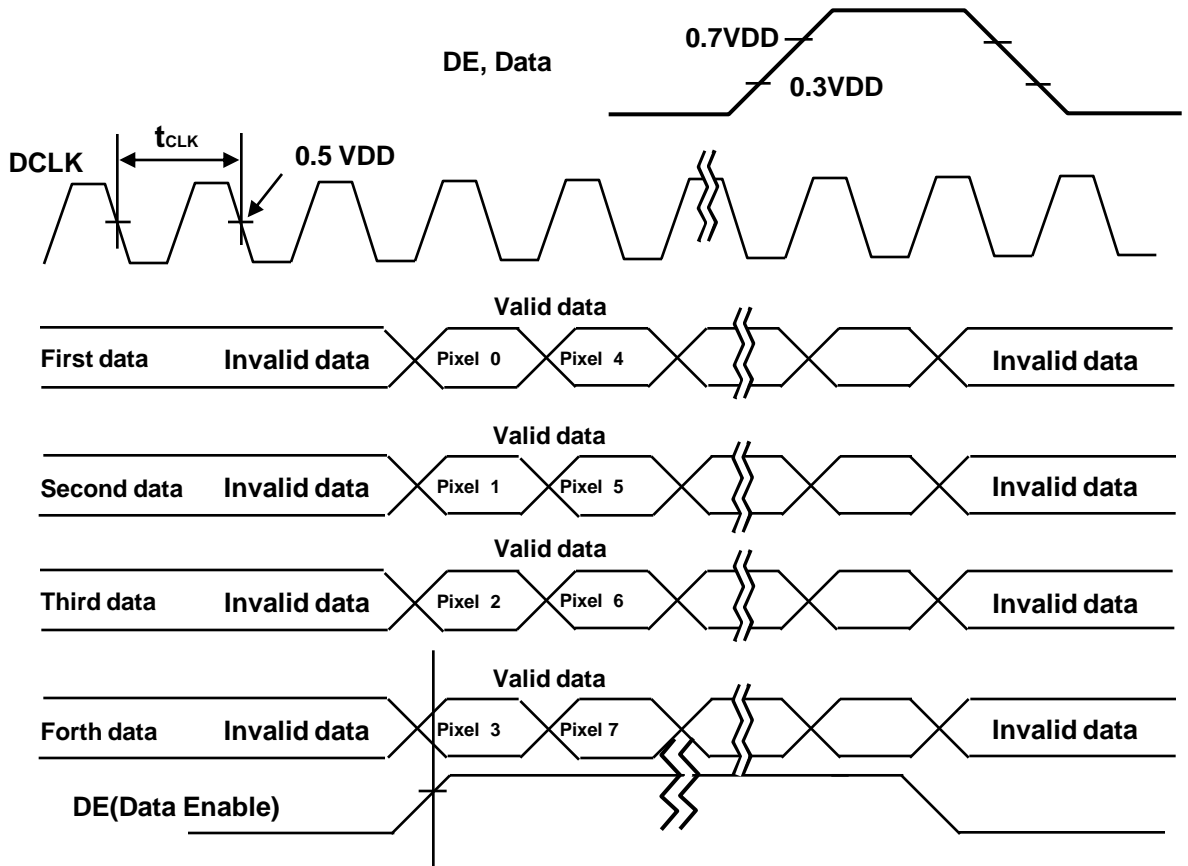 0.7VDD
DE, Data
0.3VDD
tCLK
0.5 VDD
DCLK
Valid data
First data Invalid data Pixel 0 Pixel 4 Invalid data
Valid data
Second data Invalid data Pixel 1 Pixel 5 Invalid data
Valid data
Third data Invalid data Pixel 2 Pixel 6 Invalid data
Valid data
Forth data Invalid data Pixel 3 Pixel 7 Invalid data
DE(Data Enable)